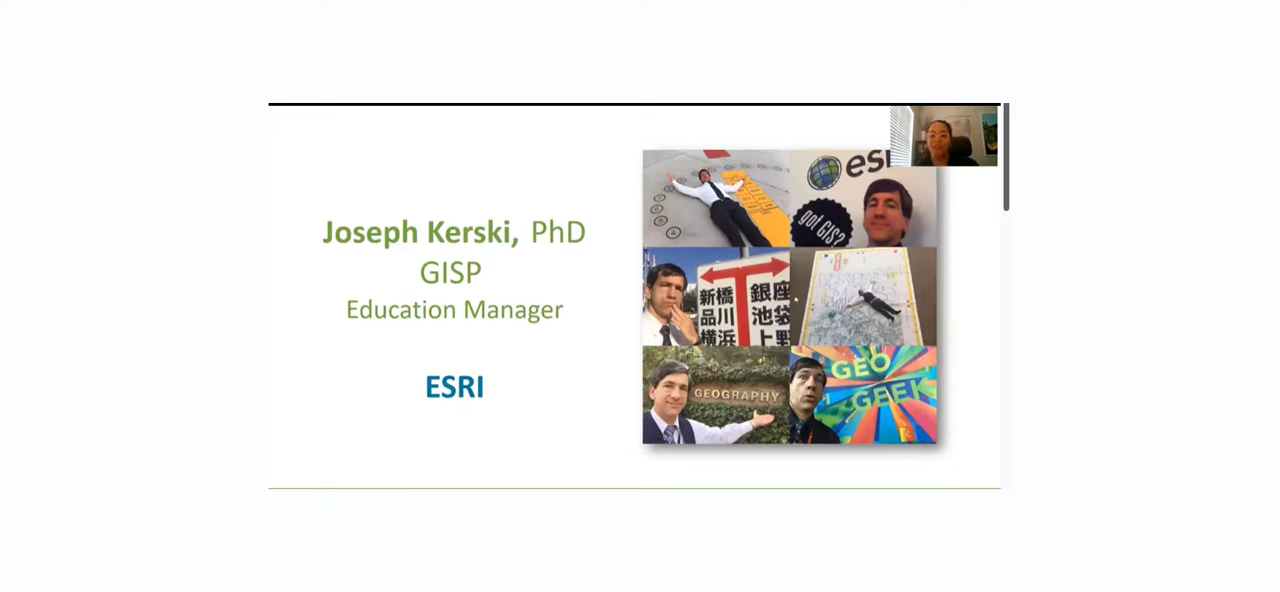 Joseph Kerski, PhD
GISP
Education Manager
ESRI
esri
got GIS?
新橋 銀座
品川 池袋
横浜 上野
GEOGRAPHY
GEO
GEEK